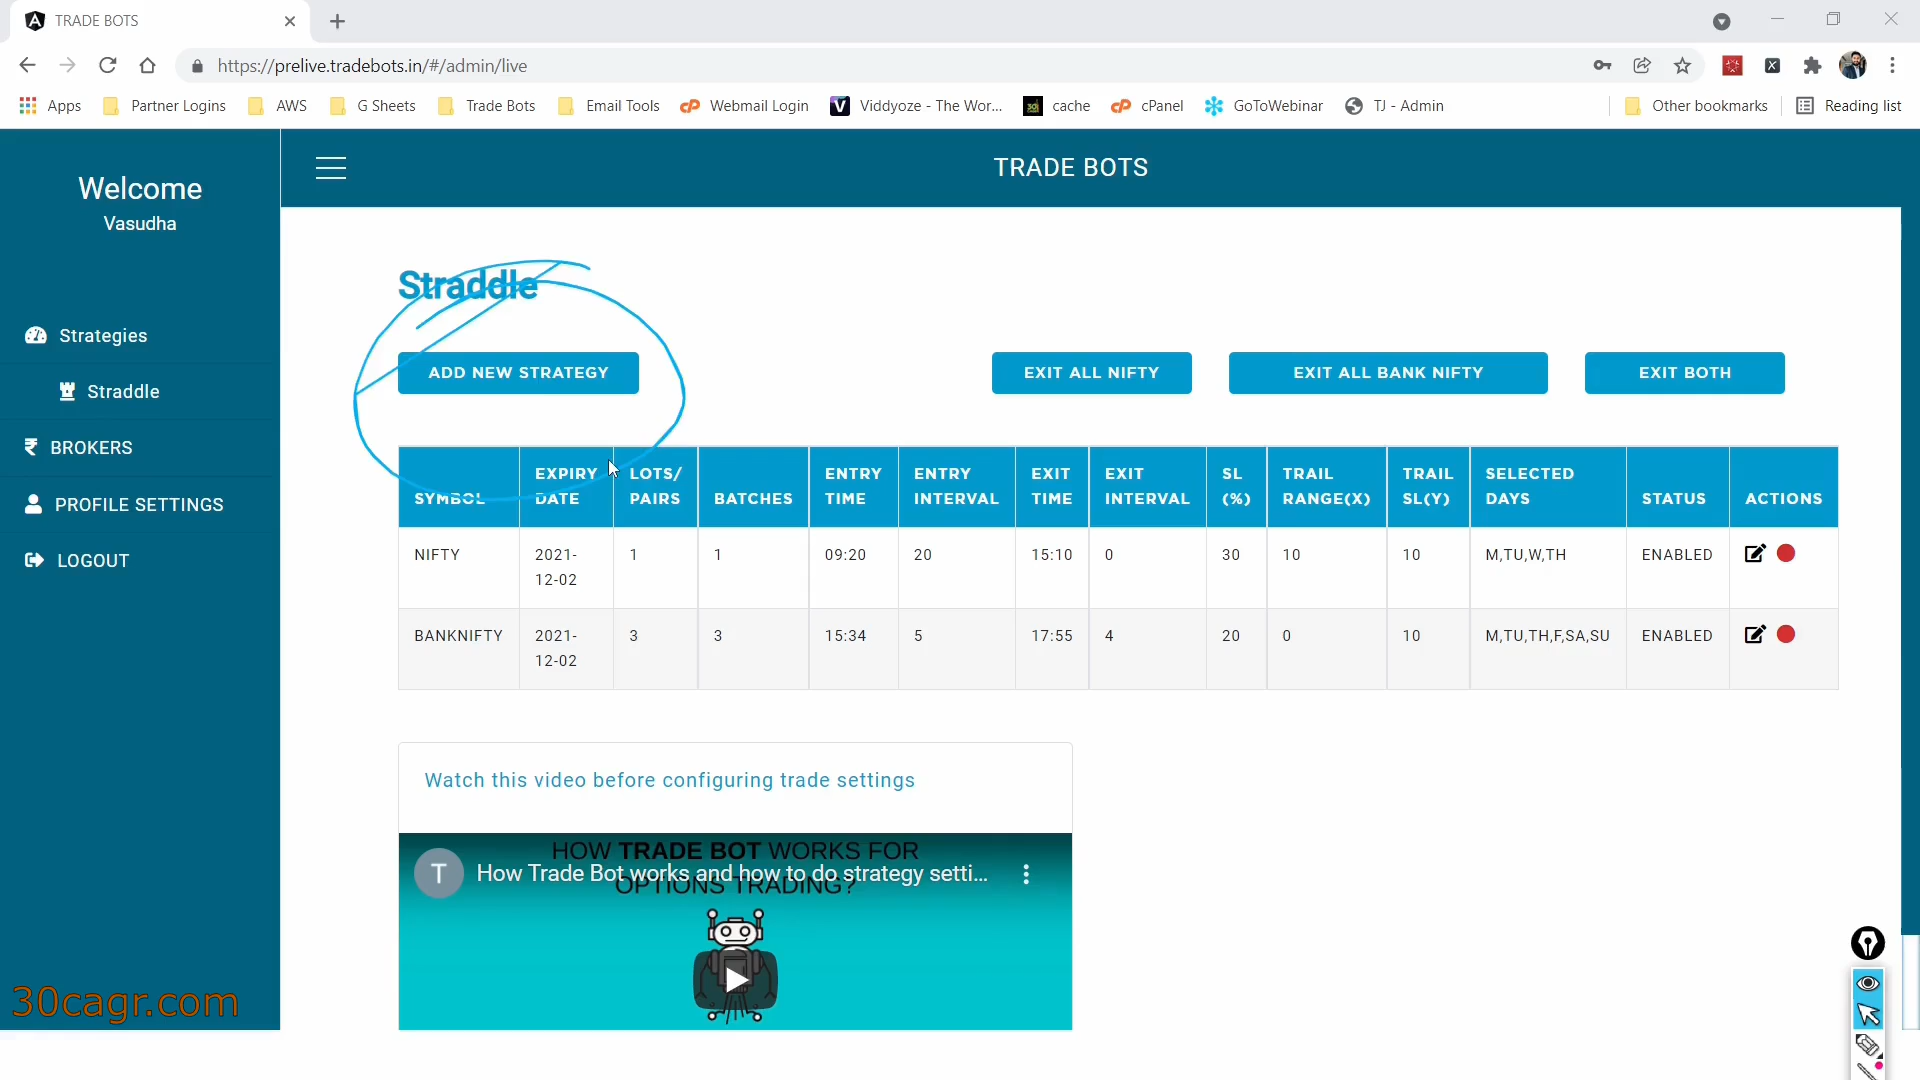 TRADE BOTS
https://prelive.tradebots.in/#/admin/live
Apps Partner Logins AWS G Sheets Trade Bots Email Tools Webmail Login Viddyoze - The Wor... cache cPanel GoToWebinar TJ - Admin Other bookmarks Reading list
Welcome
Vasudha
Strategies
Straddle
BROKERS
PROFILE SETTINGS
LOGOUT
30cagr.com
TRADE BOTS
Straddle
ADD NEW STRATEGY EXIT ALL NIFTY EXIT ALL BANK NIFTY EXIT BOTH
SYMBOL EXPIRY DATE LOTS/ PAIRS BATCHES ENTRY TIME ENTRY INTERVAL EXIT TIME EXIT INTERVAL SL (%) TRAIL RANGE(X) TRAIL SL(Y) SELECTED DAYS STATUS ACTIONS
NIFTY 2021-12-02 1 1 09:20 20 15:10 0 30 10 10 M,TU,W,TH ENABLED
BANKNIFTY 2021-12-02 3 3 15:34 5 17:55 4 20 0 10 M,TU,TH,F,SA,SU ENABLED
Watch this video before configuring trade settings
HOW TRADE BOT WORKS FOR
T How Trade Bot works and how to do strategy setti...
OPTIONS TRADING?